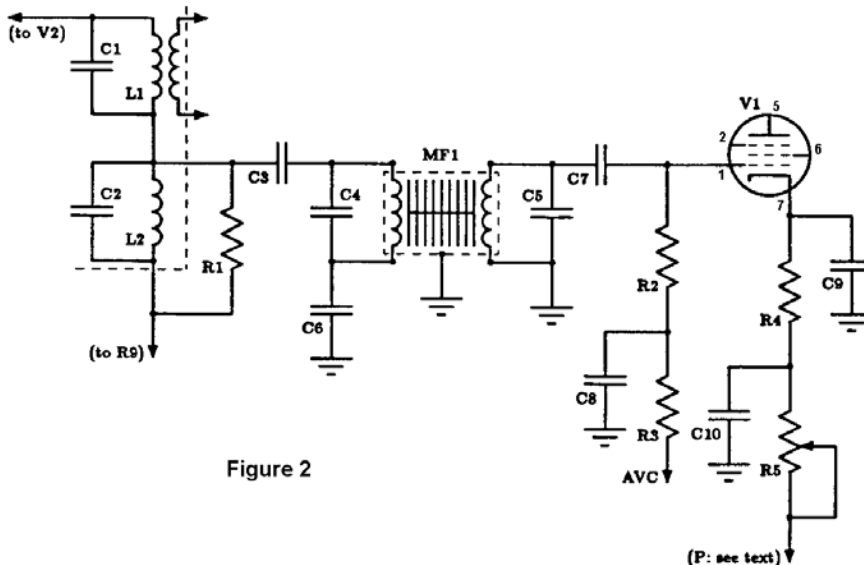 (to V2)
C1
L1
V1
5
2
6
1
7
MF1
C3
C7
C2
C4
C5
L2
R1
R2
C9
C6
R4
(to R9)
C8
R3
C10
R5
Figure 2
AVC
(P: see text)